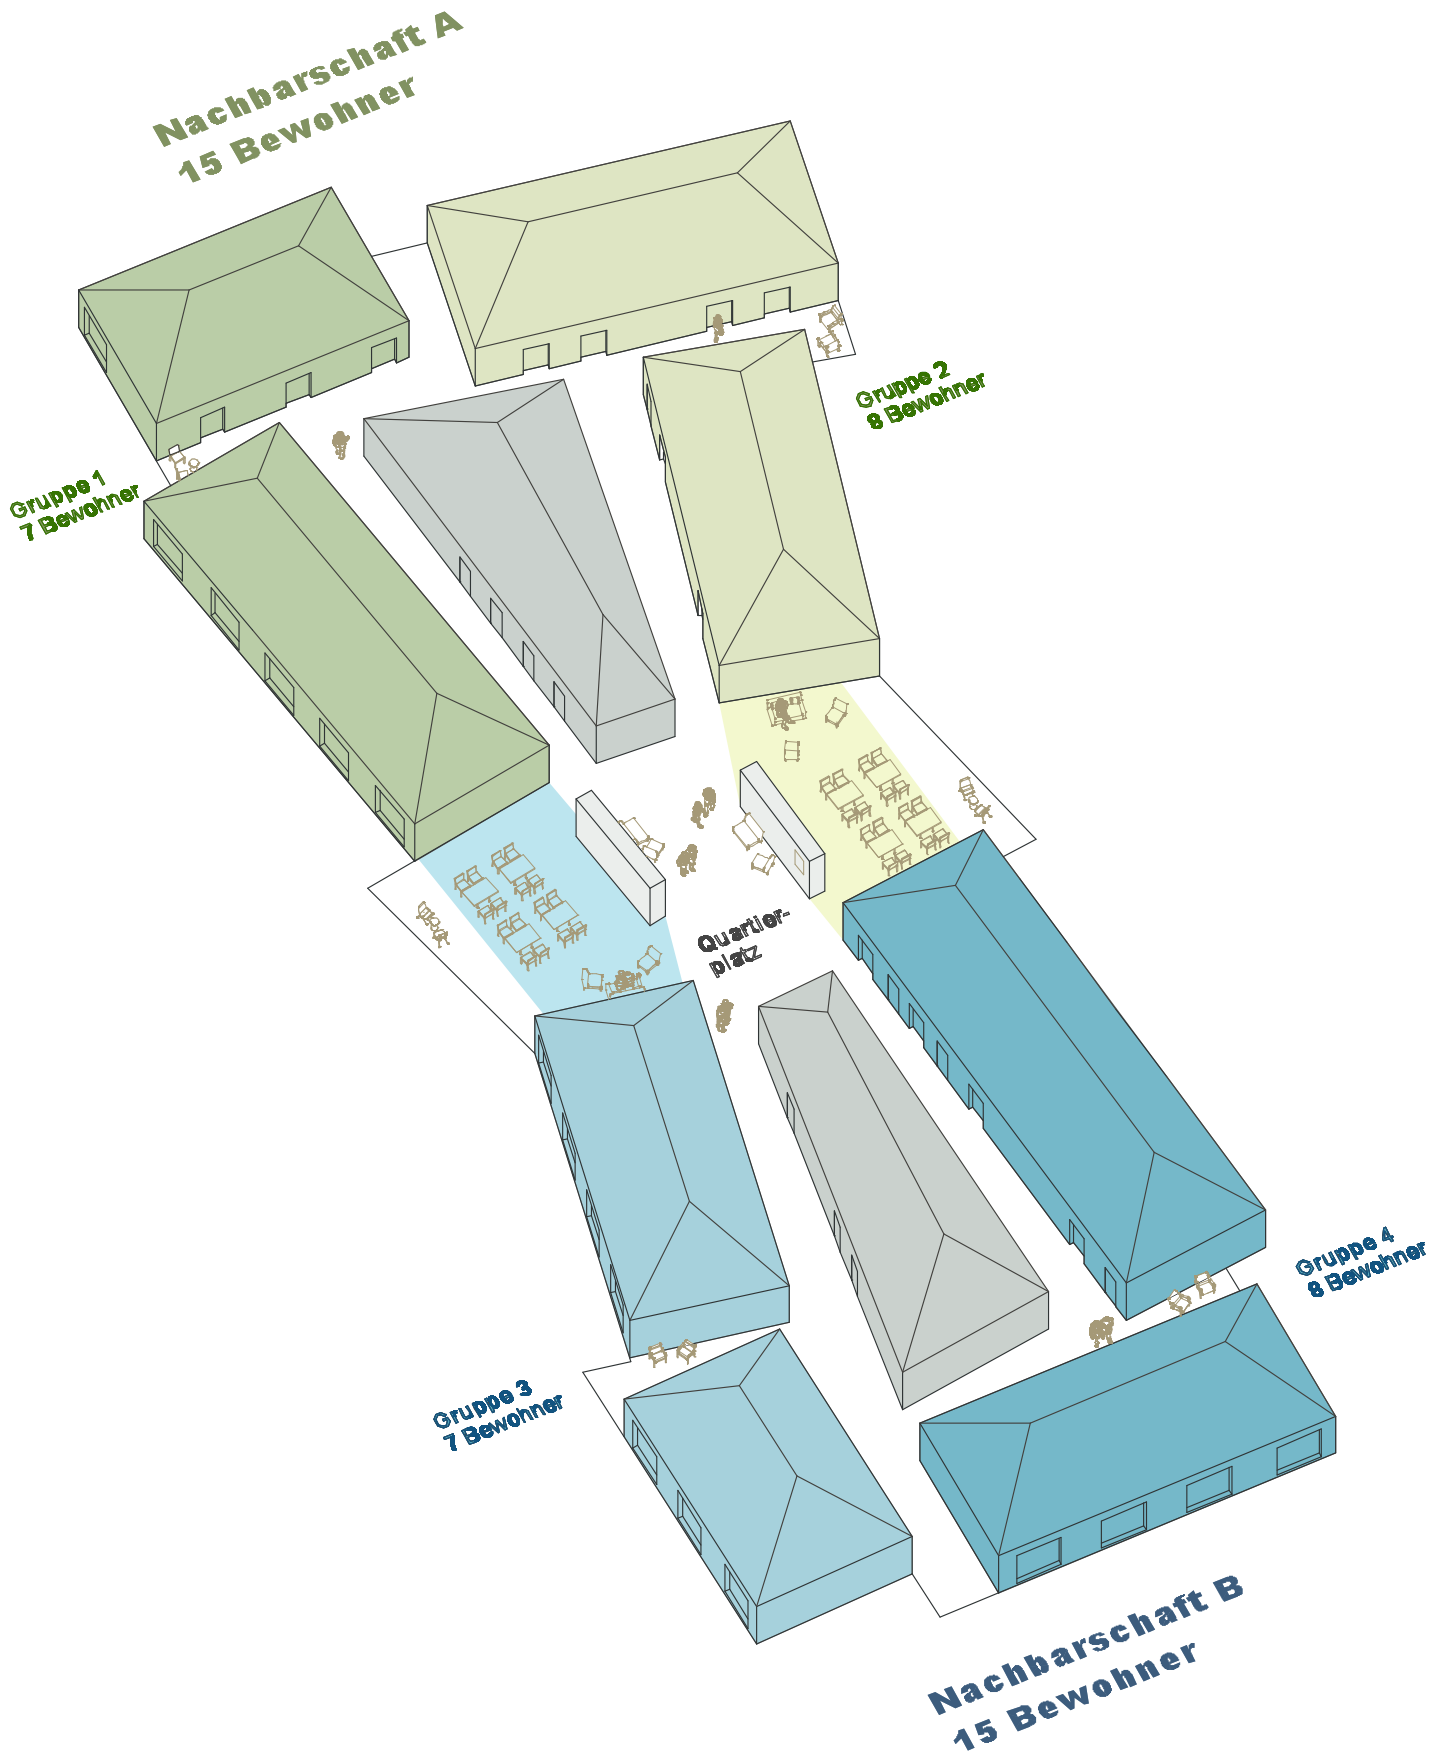 Nachbarschaft A
15 Bewohner
Gruppe 2
8 Bewohner
Gruppe 1
7 Bewohner
Quartier-
platz
Gruppe 4
8 Bewohner
Gruppe 3
7 Bewohner
Nachbarschaft B
15 Bewohner